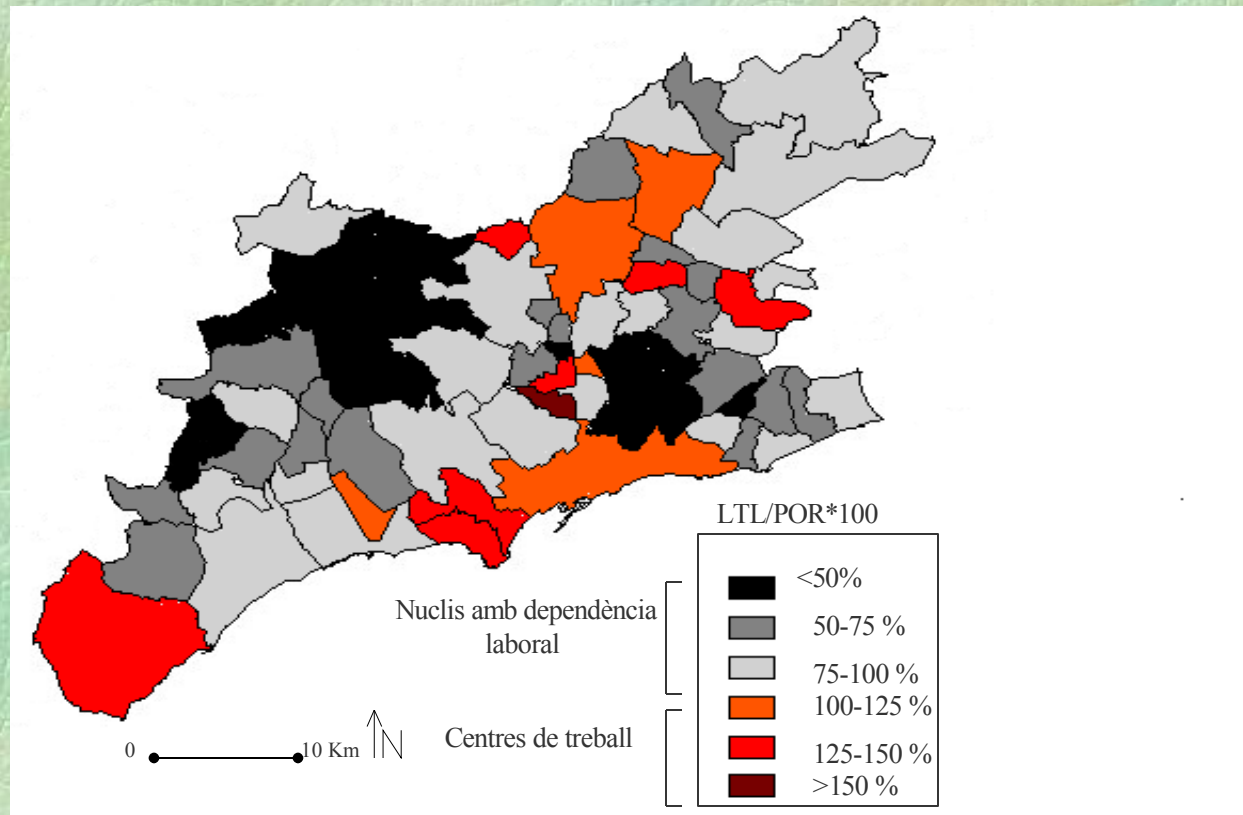 LTL/POR*100
Nuclis amb dependència
laboral
<50%
50-75 %
75-100 %
Centres de treball
100-125 %
125-150 %
>150 %
0
10 Km
N